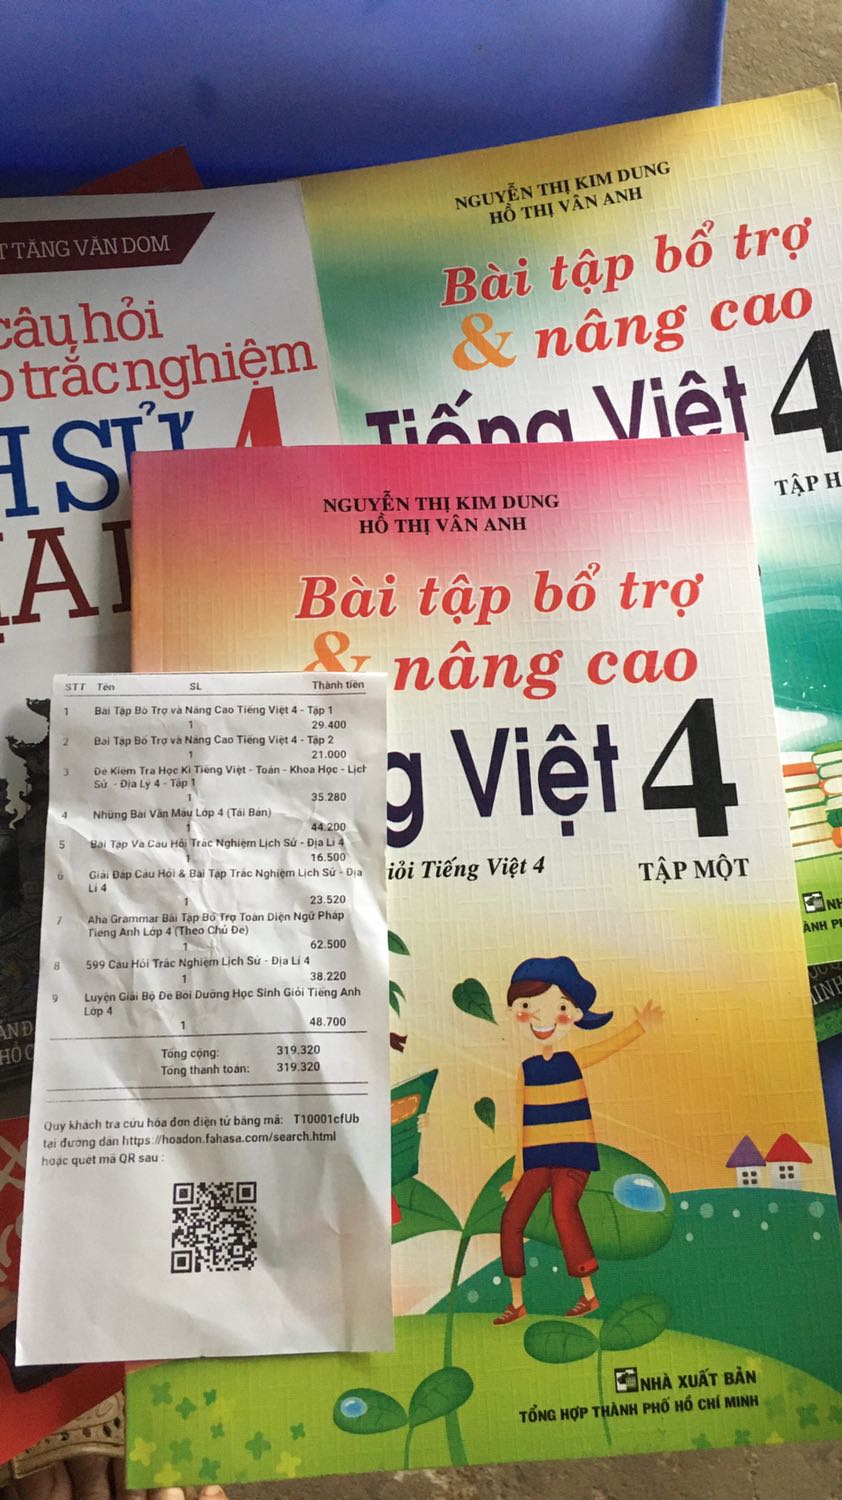 T TĂNG VĂN DOM
câu hỏi
trắc nghiệm
SỬ 4
NGUYỄN THỊ KIM DUNG
HỒ THỊ VÂN ANH
Bài tập bổ trợ
& nâng cao
Tiếng Việt 4
TẬP H
NGUYỄN THỊ KIM DUNG
HỒ THỊ VÂN ANH
Bài tập bổ trợ
& nâng cao
g Việt 4
iỏi Tiếng Việt 4
TẬP MỘT
STT Tên SL Thành tiền
1 Bài Tập Bổ Trợ và Nâng Cao Tiếng Việt 4 - Tập 1
1 29.400
2 Bài Tập Bổ Trợ và Nâng Cao Tiếng Việt 4 - Tập 2
1 21.000
3 Đề Kiểm Tra Học Kì Tiếng Việt - Toán - Khoa Học - Lịch
Sử - Địa Lý 4 - Tập 1
1 35.280
4 Những Bài Văn Mẫu Lớp 4 (Tái Bản)
1 44.200
5 Bài Tập Và Câu Hỏi Trắc Nghiệm Lịch Sử - Địa Lí 4
1 16.500
6 Giải Đáp Câu Hỏi & Bài Tập Trắc Nghiệm Lịch Sử - Địa
Lí 4
1 23.520
7 Aha Grammar Bài Tập Bổ Trợ Toàn Diện Ngữ Pháp
Tiếng Anh Lớp 4 (Theo Chủ Đề)
1 62.500
8 599 Câu Hỏi Trắc Nghiệm Lịch Sử - Địa Lí 4
1 38.220
9 Luyện Giải Bộ Đề Bồi Dưỡng Học Sinh Giỏi Tiếng Anh
Lớp 4
1 48.700
Tổng cộng: 319.320
Tổng thanh toán: 319.320
Quý khách tra cứu hóa đơn điện tử bằng mã: T10001cfUb
tại đường dẫn https://hoadon.fahasa.com/search.html
hoặc quét mã QR sau :
NHÀ XUẤT BẢN
TỔNG HỢP THÀNH PHỐ HỒ CHÍ MINH